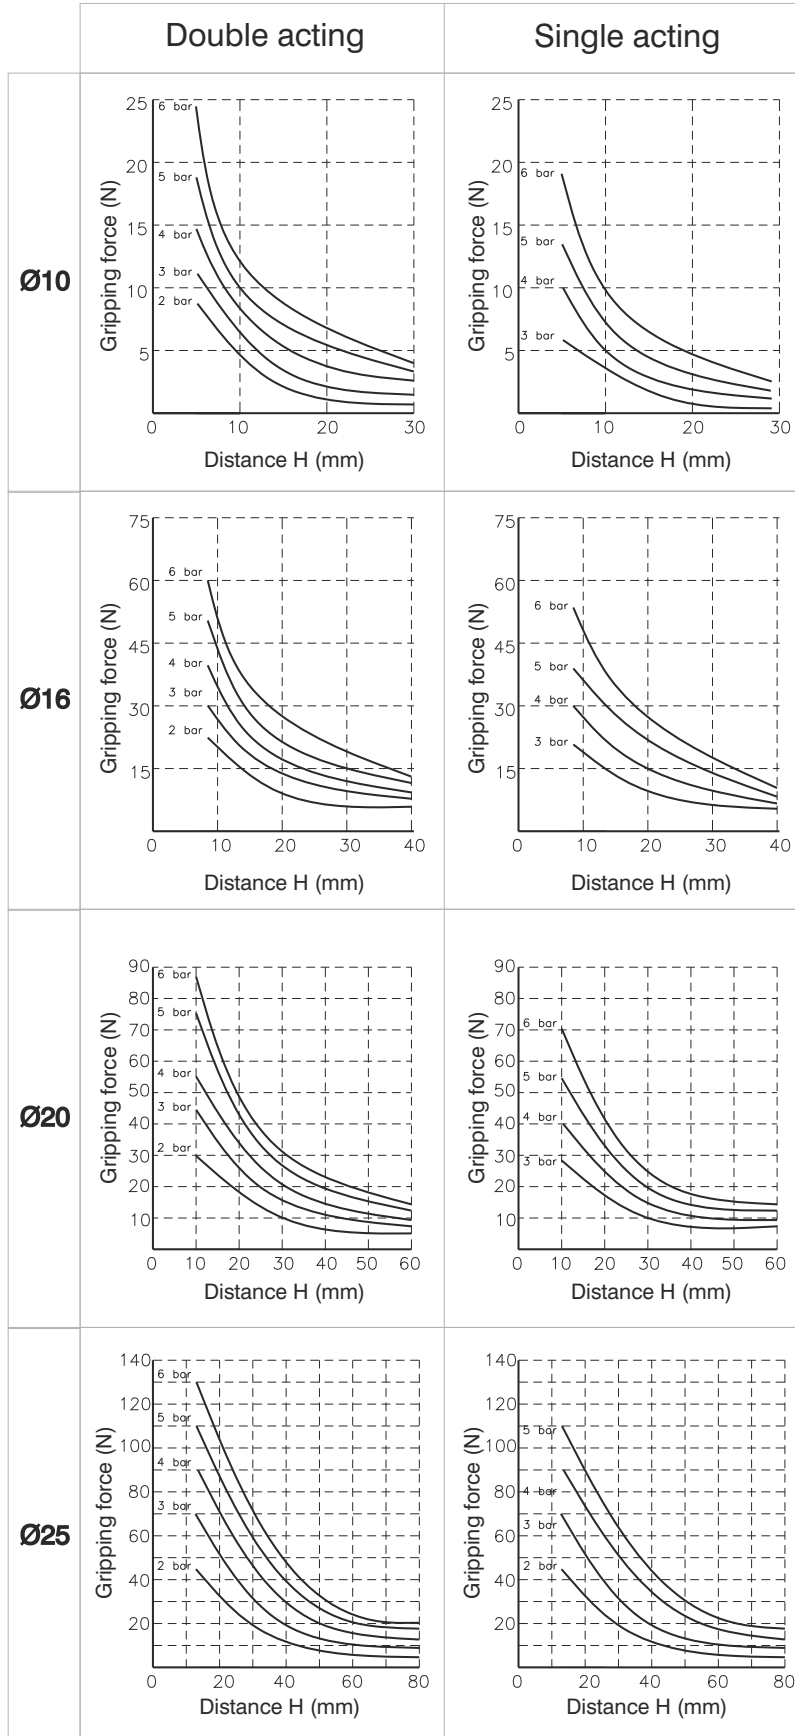 Double acting
Single acting
Ø10
Gripping force (N)
25
20
15
10
5
6 bar
5 bar
4 bar
3 bar
2 bar
0 10 20 30
Distance H (mm)
Gripping force (N)
25
20
15
10
5
6 bar
5 bar
4 bar
3 bar
0 10 20 30
Distance H (mm)
Ø16
Gripping force (N)
75
60
45
30
15
6 bar
5 bar
4 bar
3 bar
2 bar
0 10 20 30 40
Distance H (mm)
Gripping force (N)
75
60
45
30
15
6 bar
5 bar
4 bar
3 bar
0 10 20 30 40
Distance H (mm)
Ø20
Gripping force (N)
90
80
70
60
50
40
30
20
10
6 bar
5 bar
4 bar
3 bar
2 bar
0 10 20 30 40 50 60
Distance H (mm)
Gripping force (N)
90
80
70
60
50
40
30
20
10
6 bar
5 bar
4 bar
3 bar
0 10 20 30 40 50 60
Distance H (mm)
Ø25
Gripping force (N)
140
120
100
80
60
40
20
6 bar
5 bar
4 bar
3 bar
2 bar
0 20 40 60 80
Distance H (mm)
Gripping force (N)
140
120
100
80
60
40
20
5 bar
4 bar
3 bar
2 bar
0 20 40 60 80
Distance H (mm)